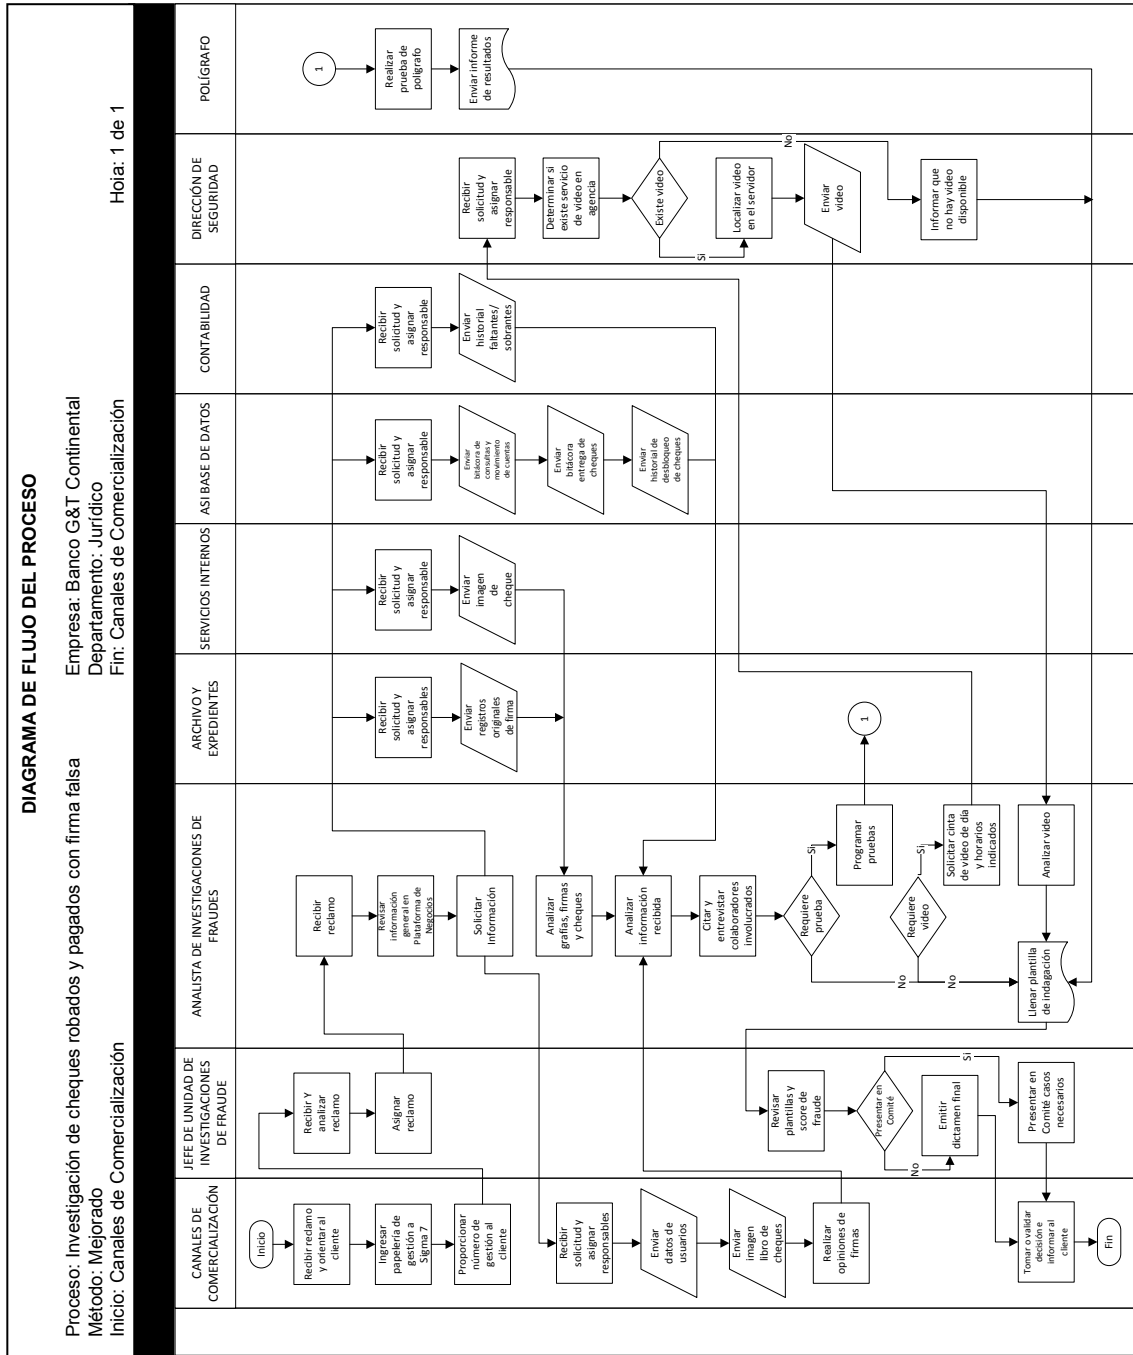 DIAGRAMA DE FLUJO DEL PROCESO
Proceso: Investigación de cheques robados y pagados con firma falsa
Método: Mejorado
Inicio: Canales de Comercialización
Empresa: Banco G&T Continental
Departamento: Jurídico
Fin: Canales de Comercialización
Hoia: 1 de 1
CANALES DE
COMERCIALIZACIÓN
Inicio
Recibir reclamo
y orientar al
cliente
Ingresar
papelería de
gestión a
Sigma 7
Proporcionar
número de
gestión al
cliente
Recibir
solicitud y
asignar
responsables
Enviar
datos de
usuarios
Enviar
imagen
libro de
cheques
Realizar
opiniones de
firmas
Tomar o validar
decisión e
informar al
cliente
Fin
JEFE DE UNIDAD DE
INVESTIGACIONES
DE FRAUDE
Recibir Y
analizar
reclamo
Asignar
reclamo
Revisar
plantillas y
score de
fraude
Presentar en
Comité
Si
No
Emitir
dictamen final
Presentar en
Comité casos
necesarios
ANALISTA DE INVESTIGACIONES DE
FRAUDES
Recibir
reclamo
Revisar
información
general en
Plataforma de
Negocios
Solicitar
Información
Analizar
grafías, firmas
y cheques
Analizar
información
recibida
Citar y
entrevistar
colaboradores
involucrados
Requiere
prueba
Si
No
Programar
pruebas
Requiere
video
Si
No
Solicitar cinta
de video de día
y horarios
indicados
Analizar video
Llenar plantilla
de indagación
ARCHIVO Y
EXPEDIENTES
Recibir
solicitud y
asignar
responsables
Enviar
registros
originales
de firma
1
SERVICIOS INTERNOS
Recibir
solicitud y
asignar
responsable
Enviar
imagen
de
cheque
ASI BASE DE DATOS
Recibir
solicitud y
asignar
responsable
Enviar
bitácora de
consultas y
movimiento
de cuentas
Enviar
bitácora
entrega de
cheques
Enviar
historial de
desbloqueo
de cheques
CONTABILIDAD
Recibir
solicitud y
asignar
responsable
Enviar
historial
faltantes/
sobrantes
DIRECCIÓN DE
SEGURIDAD
Recibir
solicitud y
asignar
responsable
Determinar si
existe servicio
de video en
agencia
Existe video
Si
No
Localizar video
en el servidor
Enviar
video
Informar que
no hay video
disponible
POLÍGRAFO
1
Realizar
prueba de
polígrafo
Enviar informe
de resultados